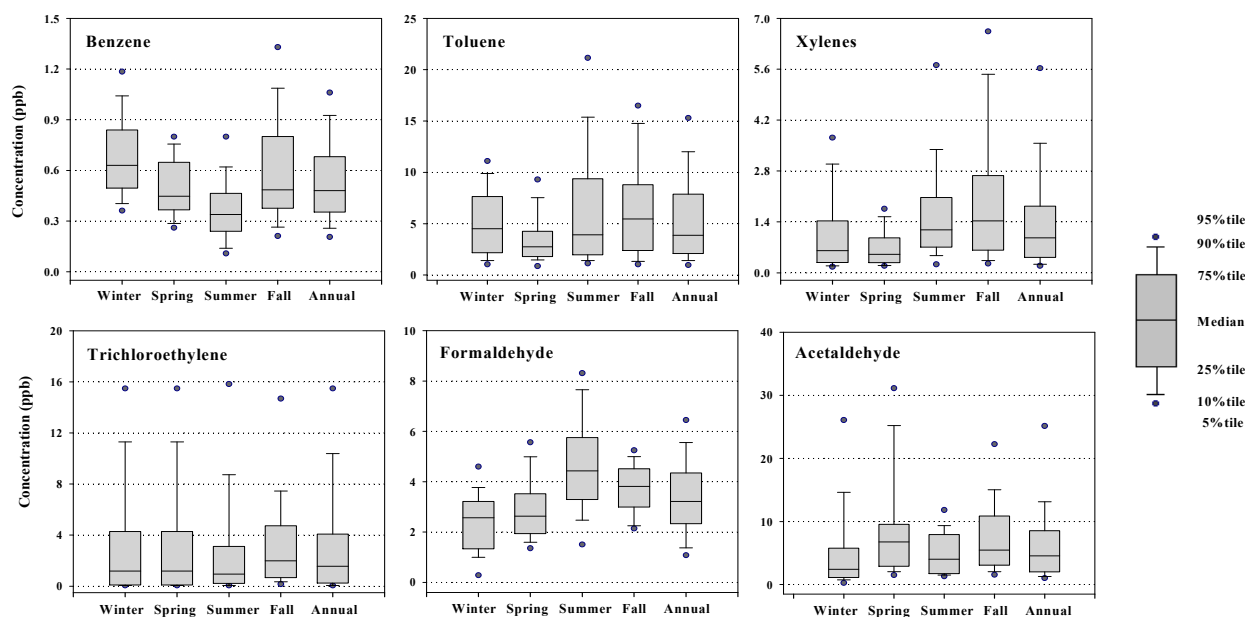 Concentration (ppb)
1.5
1.2
0.9
0.6
0.3
0.0
Benzene
Winter Spring Summer Fall Annual
25
20
15
10
5
0
Toluene
Winter Spring Summer Fall Annual
7.0
5.6
4.2
2.8
1.4
0.0
Xylenes
Winter Spring Summer Fall Annual
95%tile
90%tile
75%tile
Median
25%tile
10%tile
5%tile
Concentration (ppb)
20
16
12
8
4
0
Trichloroethylene
Winter Spring Summer Fall Annual
10
8
6
4
2
0
Formaldehyde
Winter Spring Summer Fall Annual
40
30
20
10
0
Acetaldehyde
Winter Spring Summer Fall Annual